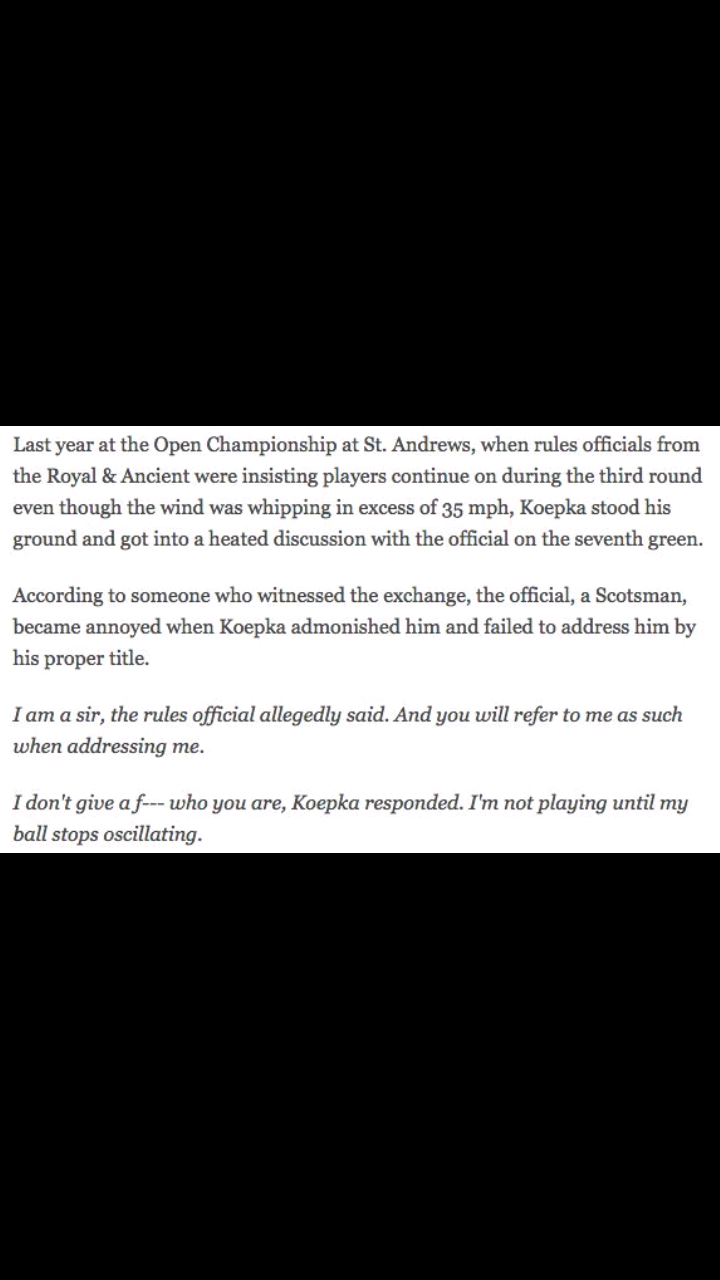 Last year at the Open Championship at St. Andrews, when rules officials from
the Royal & Ancient were insisting players continue on during the third round
even though the wind was whipping in excess of 35 mph, Koepka stood his
ground and got into a heated discussion with the official on the seventh green.
According to someone who witnessed the exchange, the official, a Scotsman,
became annoyed when Koepka admonished him and failed to address him by
his proper title.
I am a sir, the rules official allegedly said. And you will refer to me as such
when addressing me.
I don't give a f--- who you are, Koepka responded. I'm not playing until my
ball stops oscillating.